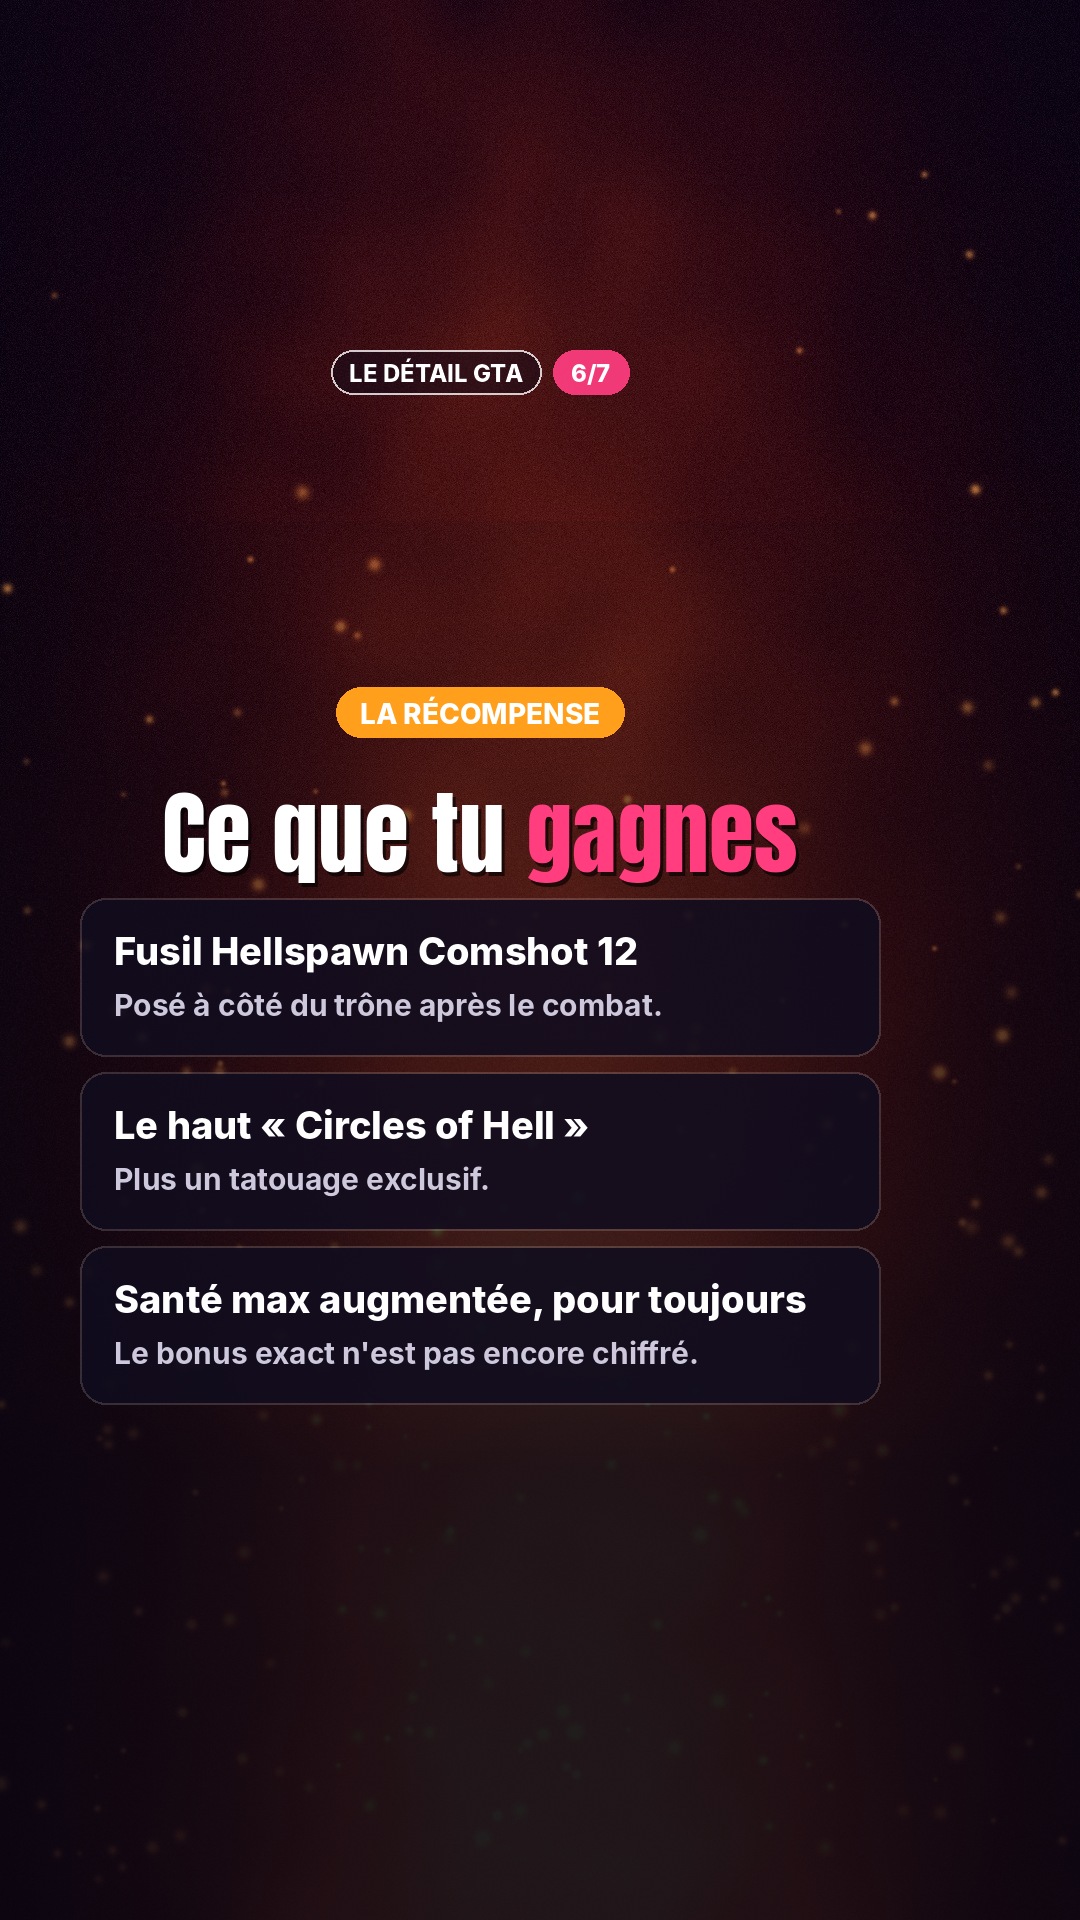 LE DÉTAIL GTA 6/7
LA RÉCOMPENSE
Ce que tu gagnes
Fusil Hellspawn Comshot 12
Posé à côté du trône après le combat.
Le haut « Circles of Hell »
Plus un tatouage exclusif.
Santé max augmentée, pour toujours
Le bonus exact n'est pas encore chiffré.